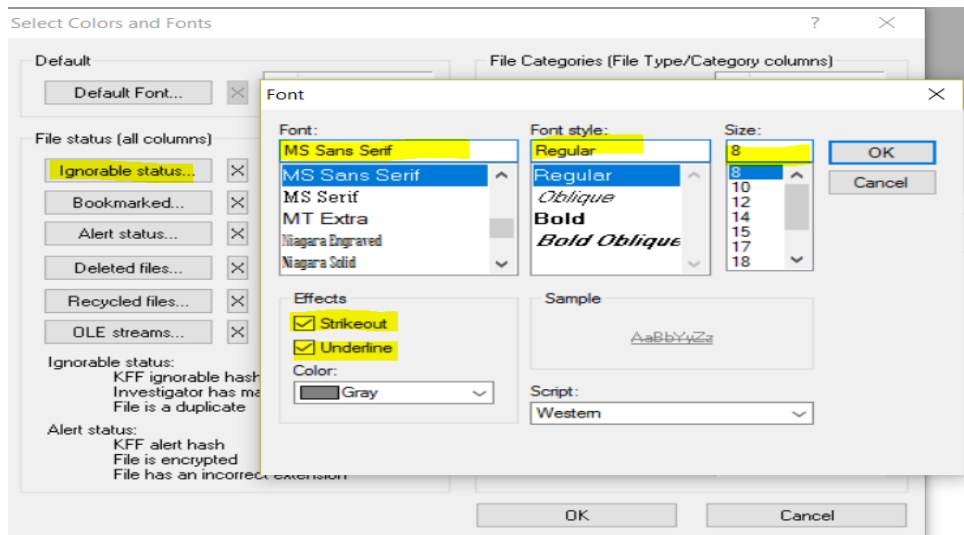 Select Colors and Fonts
?
Default
Default Font...
File status (all columns)
Ignorable status...
Bookmarked...
Alert status...
Deleted files...
Recycled files...
OLE streams...
Ignorable status:
KFF ignorable hash
Investigator has ma
File is a duplicate
Alert status:
KFF alert hash
File is encrypted
File has an incorrect extension
File Categories (File Type/Category columns)
Font
Font:
MS Sans Serif
MS Sans Serif
MS Serif
MT Extra
Niagara Engraved
Niagara Solid
Font style:
Regular
Regular
Oblique
Bold
Bold Oblique
Size:
8
8
10
12
14
15
17
18
OK
Cancel
Effects
Strikeout
Underline
Color:
Gray
Sample
AaBbYyZz
Script:
Western
OK
Cancel